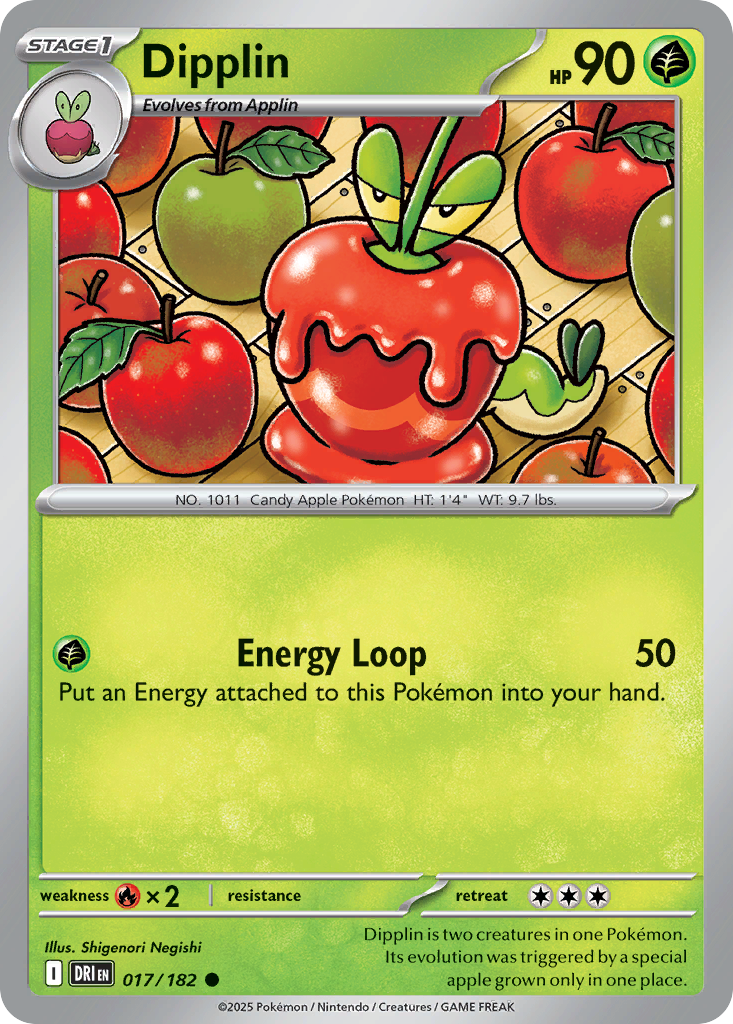 STAGE 1
Dipplin
HP 90
Evolves from Applin
NO. 1011 Candy Apple Pokémon HT: 1'4" WT: 9.7 lbs.
Energy Loop 50
Put an Energy attached to this Pokémon into your hand.
weakness ×2 resistance retreat
Illus. Shigenori Negishi
I DRI EN 017/182
Dipplin is two creatures in one Pokémon.
Its evolution was triggered by a special
apple grown only in one place.
©2025 Pokémon / Nintendo / Creatures / GAME FREAK